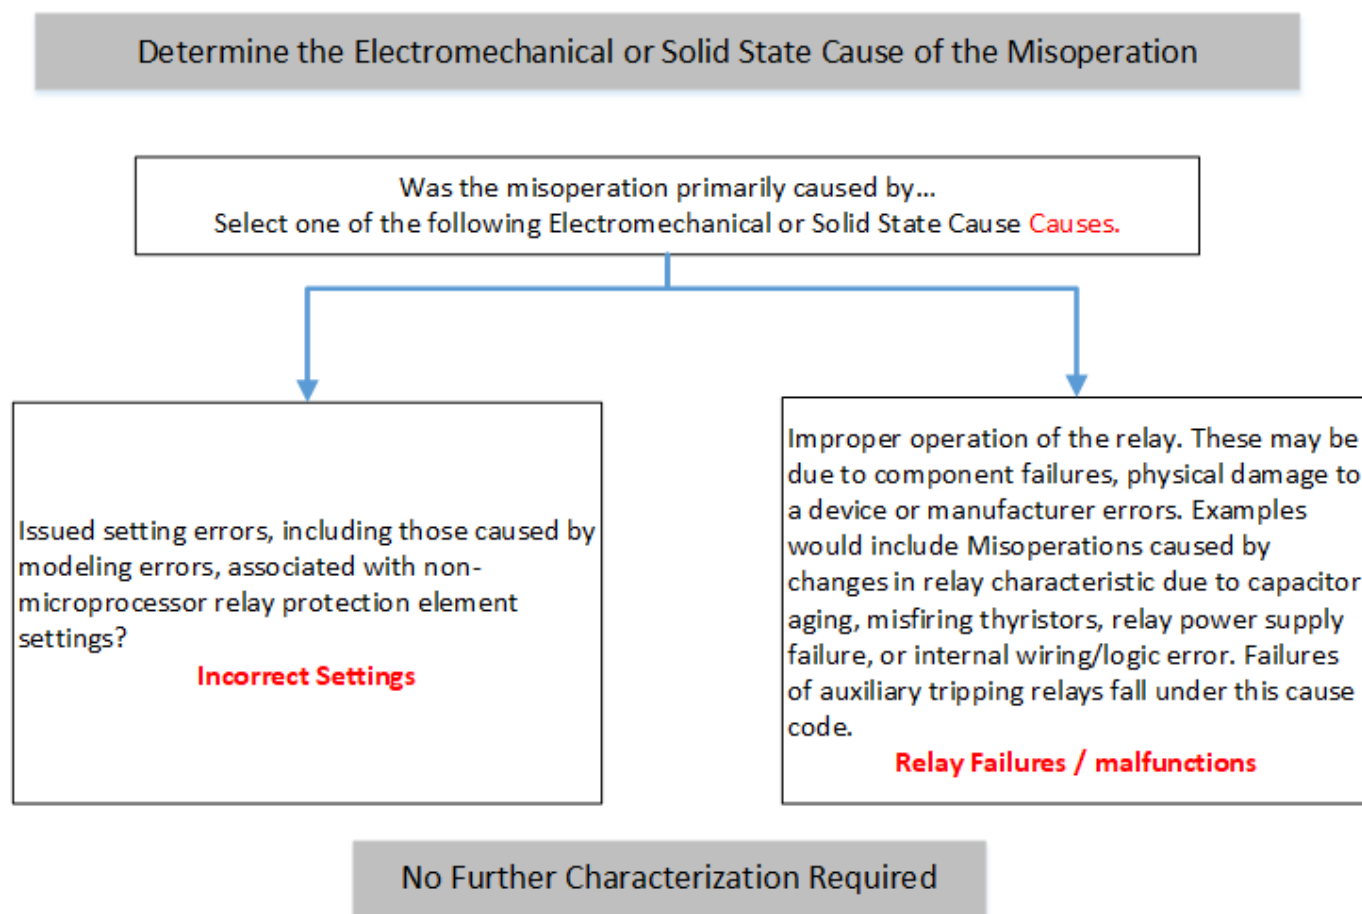 Determine the Electromechanical or Solid State Cause of the Misoperation
Was the misoperation primarily caused by...
Select one of the following Electromechanical or Solid State Cause Causes.
Issued setting errors, including those caused by
modeling errors, associated with non-
microprocessor relay protection element
settings?
Incorrect Settings
Improper operation of the relay. These may be
due to component failures, physical damage to
a device or manufacturer errors. Examples
would include Misoperations caused by
changes in relay characteristic due to capacitor
aging, misfiring thyristors, relay power supply
failure, or internal wiring/logic error. Failures
of auxiliary tripping relays fall under this cause
code.
Relay Failures / malfunctions
No Further Characterization Required